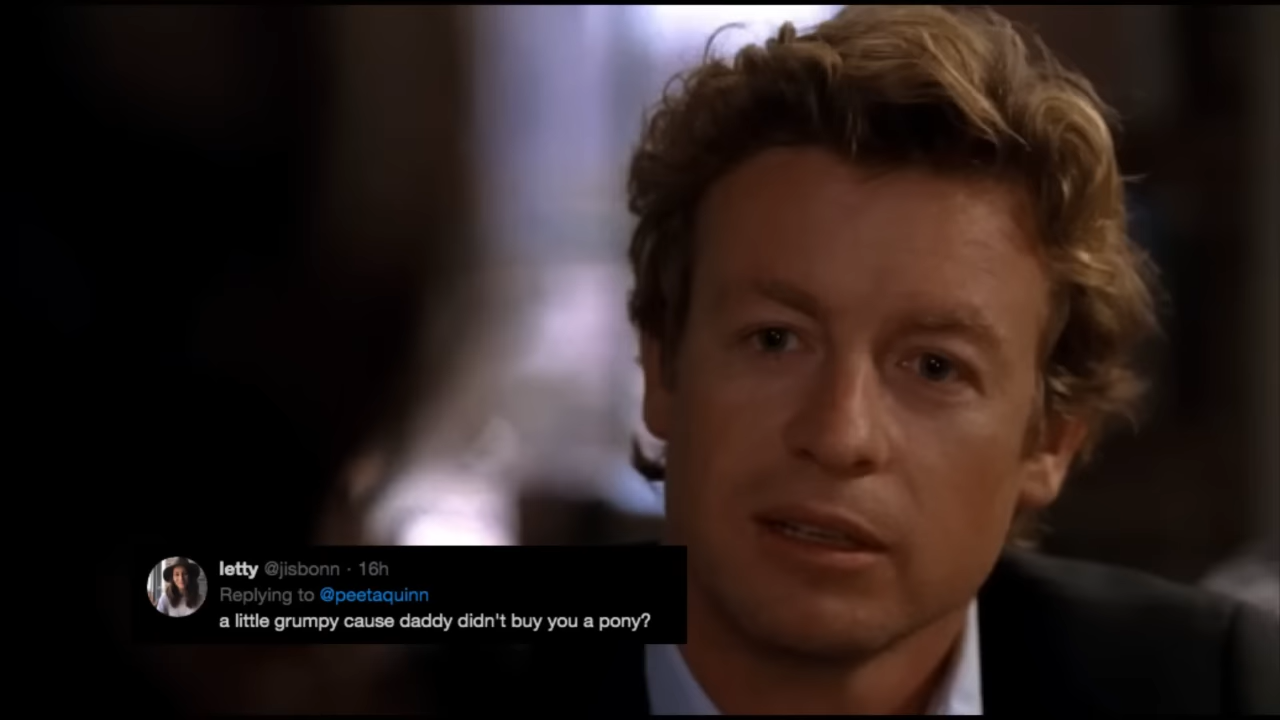 letty @jisbonn · 16h
Replying to @peetaquinn
a little grumpy cause daddy didn't buy you a pony?